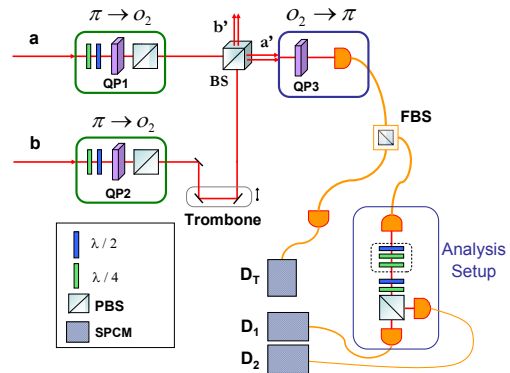 π → o₂
b'
o₂ → π
a
a'
QP1
BS
QP3
π → o₂
FBS
b
QP2
Trombone
λ / 2
λ / 4
PBS
SPCM
Analysis
Setup
D_T
D₁
D₂